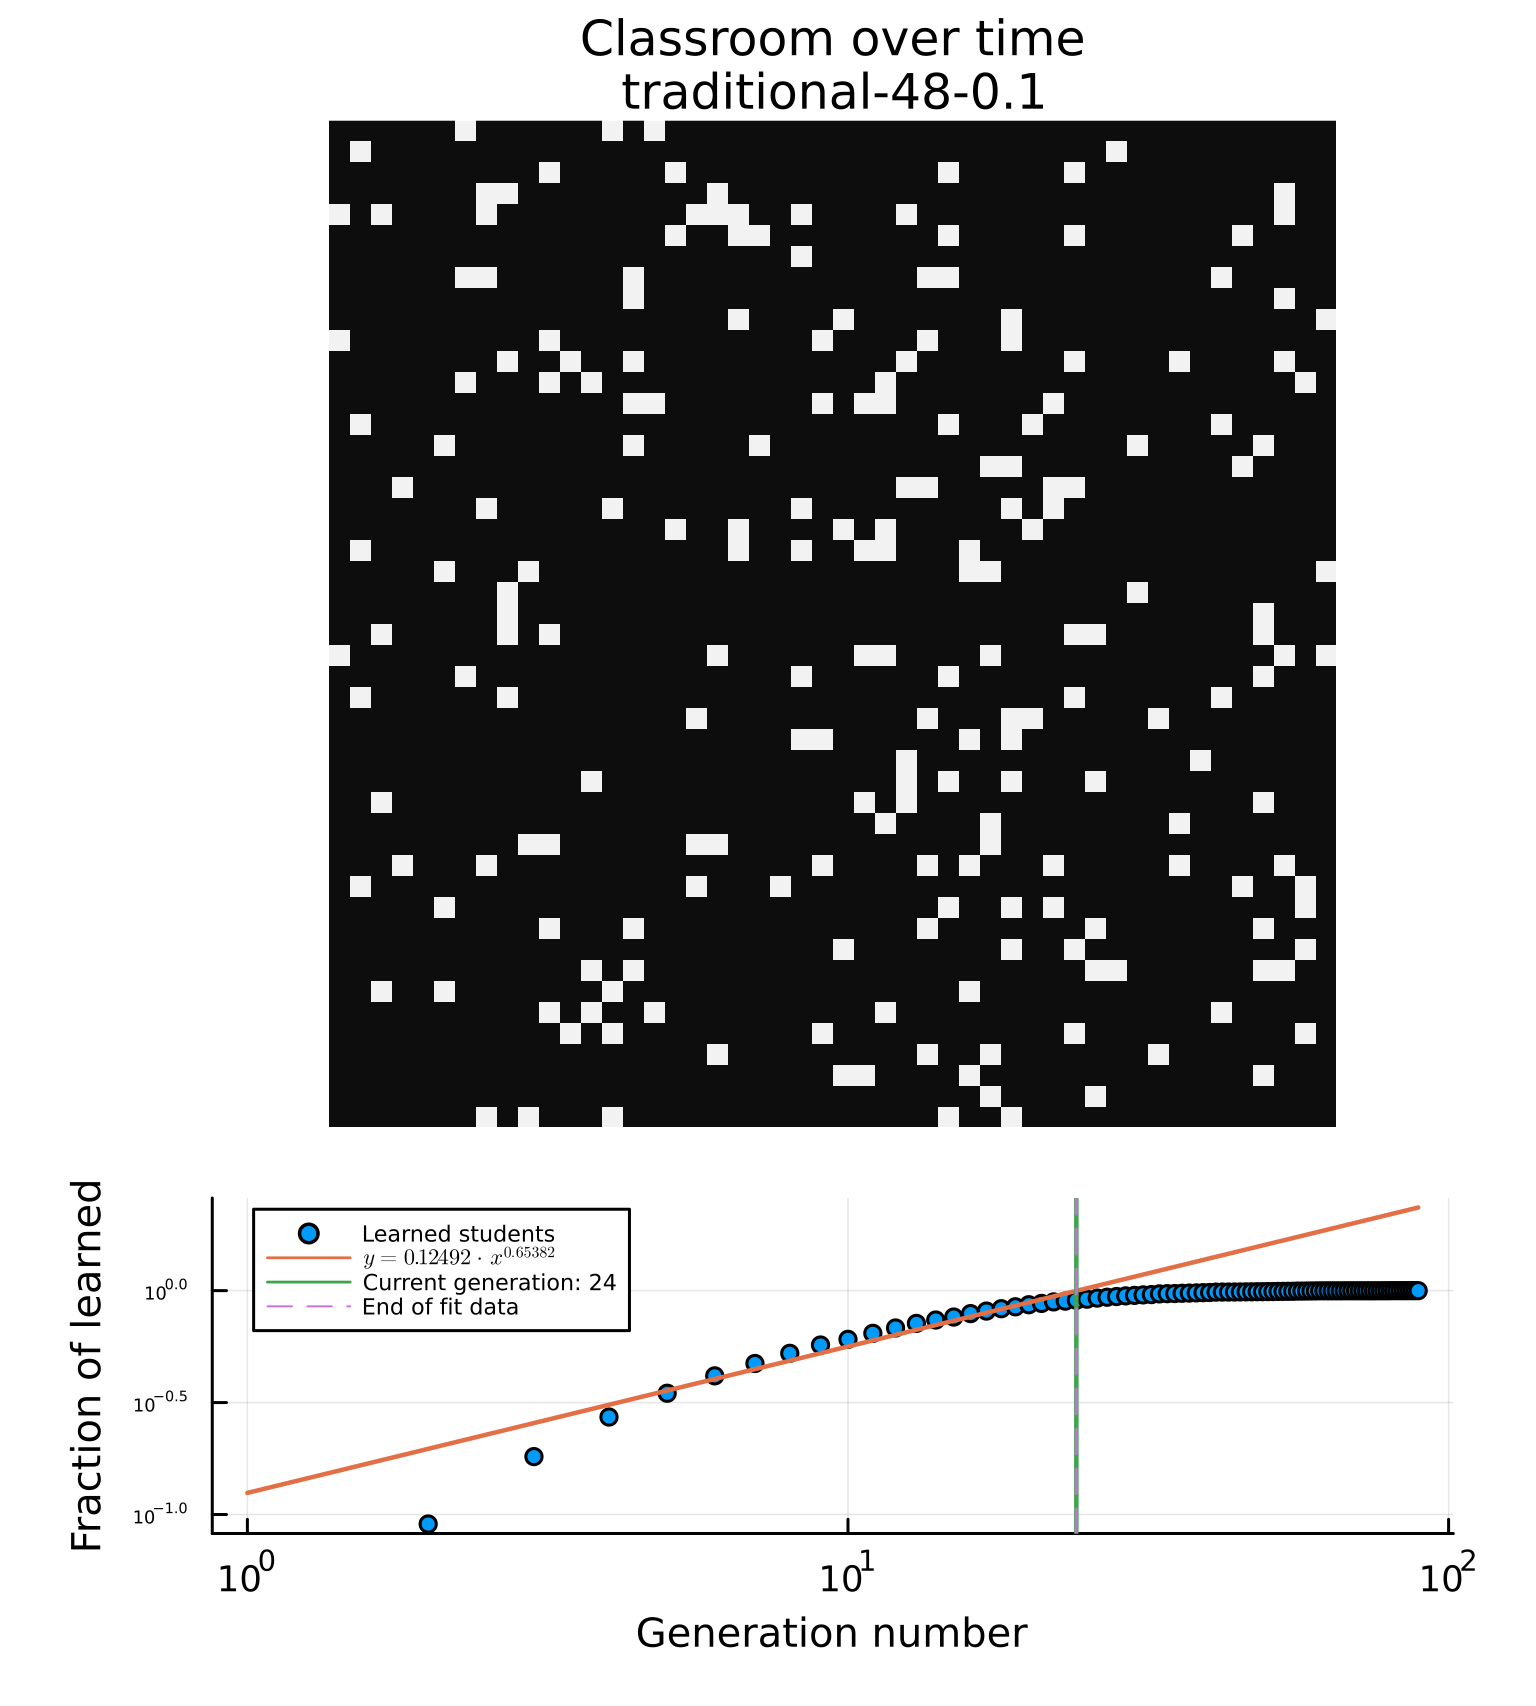 Classroom over time
traditional-48-0.1
Fraction of learned
Learned students
y = 0.12492 · x^0.65382
Current generation: 24
End of fit data
10^0.0
10^−0.5
10^−1.0
10^0
10^1
10^2
Generation number